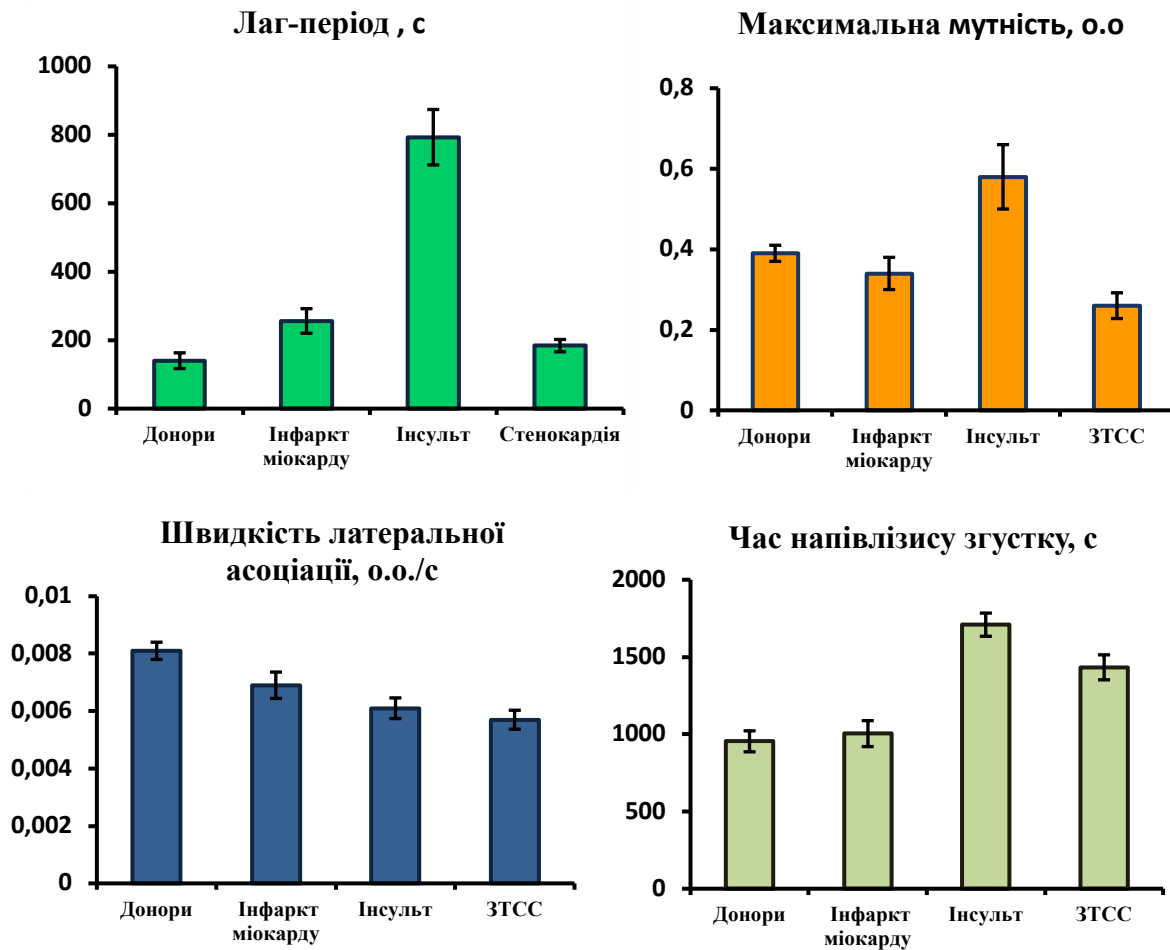 Лаг-період , с
1000
800
600
400
200
0
Донори
Інфаркт міокарду
Інсульт
Стенокардія
Максимальна мутність, о.о
0,8
0,6
0,4
0,2
0
Донори
Інфаркт
міокарду
Інсульт
ЗТСС
Швидкість латеральної
асоціації, о.о./с
0,01
0,008
0,006
0,004
0,002
0
Донори
Інфаркт
міокарду
Інсульт
ЗТСС
Час напівлізису згустку, с
2000
1500
1000
500
0
Донори
Інфаркт
міокарду
Інсульт
ЗТСС